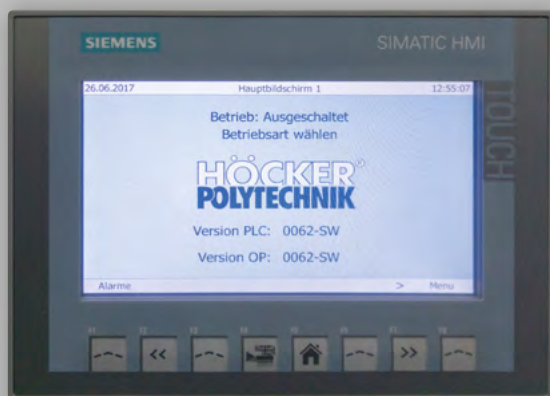 SIEMENS SIMATIC HMI
TOUCH
26.06.2017 Hauptbildschirm 1 12:55:07
Betrieb: Ausgeschaltet
Betriebsart wählen
HÖCKER®
POLYTECHNIK
Version PLC: 0062-SW
Version OP: 0062-SW
Alarme > Menu
<< >>